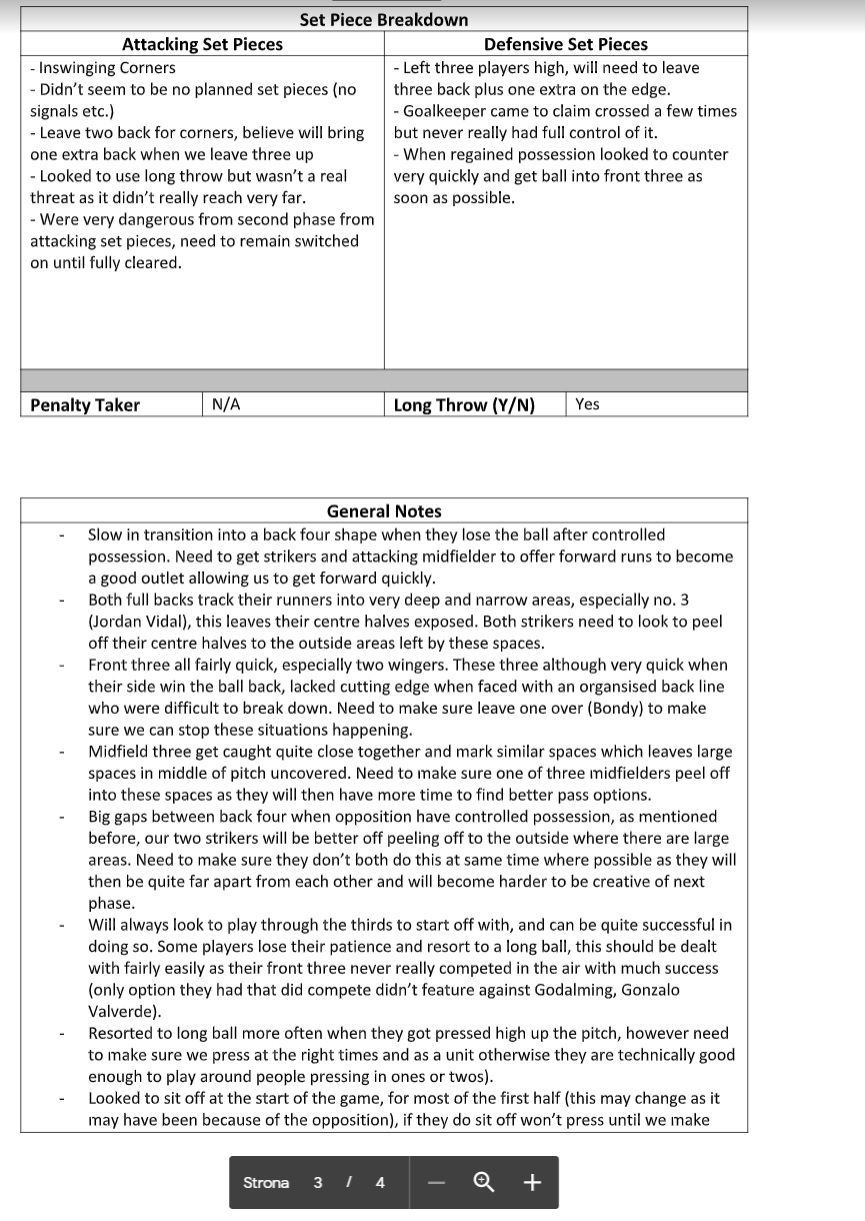 Set Piece Breakdown
Attacking Set Pieces
- Inswinging Corners
- Didn't seem to be no planned set pieces (no
signals etc.)
- Leave two back for corners, believe will bring
one extra back when we leave three up
- Looked to use long throw but wasn't a real
threat as it didn't really reach very far.
- Were very dangerous from second phase from
attacking set pieces, need to remain switched
on until fully cleared.
Defensive Set Pieces
- Left three players high, will need to leave
three back plus one extra on the edge.
- Goalkeeper came to claim crossed a few times
but never really had full control of it.
- When regained possession looked to counter
very quickly and get ball into front three as
soon as possible.
Penalty Taker N/A Long Throw (Y/N) Yes
General Notes
- Slow in transition into a back four shape when they lose the ball after controlled
possession. Need to get strikers and attacking midfielder to offer forward runs to become
a good outlet allowing us to get forward quickly.
- Both full backs track their runners into very deep and narrow areas, especially no. 3
(Jordan Vidal), this leaves their centre halves exposed. Both strikers need to look to peel
off their centre halves to the outside areas left by these spaces.
- Front three all fairly quick, especially two wingers. These three although very quick when
their side win the ball back, lacked cutting edge when faced with an organsised back line
who were difficult to break down. Need to make sure leave one over (Bondy) to make
sure we can stop these situations happening.
- Midfield three get caught quite close together and mark similar spaces which leaves large
spaces in middle of pitch uncovered. Need to make sure one of three midfielders peel off
into these spaces as they will then have more time to find better pass options.
- Big gaps between back four when opposition have controlled possession, as mentioned
before, our two strikers will be better off peeling off to the outside where there are large
areas. Need to make sure they don't both do this at same time where possible as they will
then be quite far apart from each other and will become harder to be creative of next
phase.
- Will always look to play through the thirds to start off with, and can be quite successful in
doing so. Some players lose their patience and resort to a long ball, this should be dealt
with fairly easily as their front three never really competed in the air with much success
(only option they had that did compete didn't feature against Godalming, Gonzalo
Valverde).
- Resorted to long ball more often when they got pressed high up the pitch, however need
to make sure we press at the right times and as a unit otherwise they are technically good
enough to play around people pressing in ones or twos).
- Looked to sit off at the start of the game, for most of the first half (this may change as it
may have been because of the opposition), if they do sit off won't press until we make
Strona 3 / 4